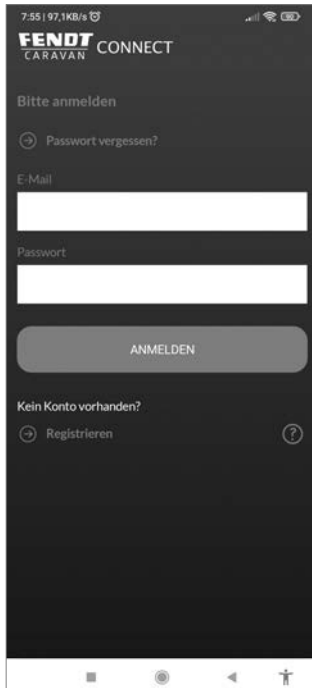 7:55 | 97,1KB/s
FENDT
CARAVAN CONNECT
Bitte anmelden
Passwort vergessen?
E-Mail
Passwort
ANMELDEN
Kein Konto vorhanden?
Registrieren
?